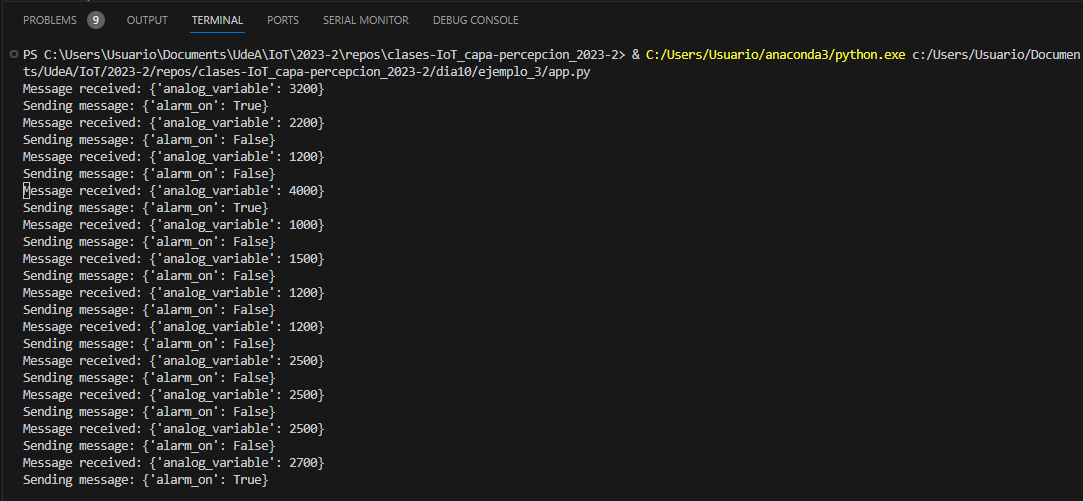 PROBLEMS 9 OUTPUT TERMINAL PORTS SERIAL MONITOR DEBUG CONSOLE
PS C:\Users\Usuario\Documents\UdeA\IoT\2023-2\repos\clases-IoT_capa-percepcion_2023-2> & C:/Users/Usuario/anaconda3/python.exe c:/Users/Usuario/Documen
ts/UdeA/IoT/2023-2/repos/clases-IoT_capa-percepcion_2023-2/dia10/ejemplo_3/app.py
Message received: {'analog_variable': 3200}
Sending message: {'alarm_on': True}
Message received: {'analog_variable': 2200}
Sending message: {'alarm_on': False}
Message received: {'analog_variable': 1200}
Sending message: {'alarm_on': False}
Message received: {'analog_variable': 4000}
Sending message: {'alarm_on': True}
Message received: {'analog_variable': 1000}
Sending message: {'alarm_on': False}
Message received: {'analog_variable': 1500}
Sending message: {'alarm_on': False}
Message received: {'analog_variable': 1200}
Sending message: {'alarm_on': False}
Message received: {'analog_variable': 1200}
Sending message: {'alarm_on': False}
Message received: {'analog_variable': 2500}
Sending message: {'alarm_on': False}
Message received: {'analog_variable': 2500}
Sending message: {'alarm_on': False}
Message received: {'analog_variable': 2500}
Sending message: {'alarm_on': False}
Message received: {'analog_variable': 2700}
Sending message: {'alarm_on': True}